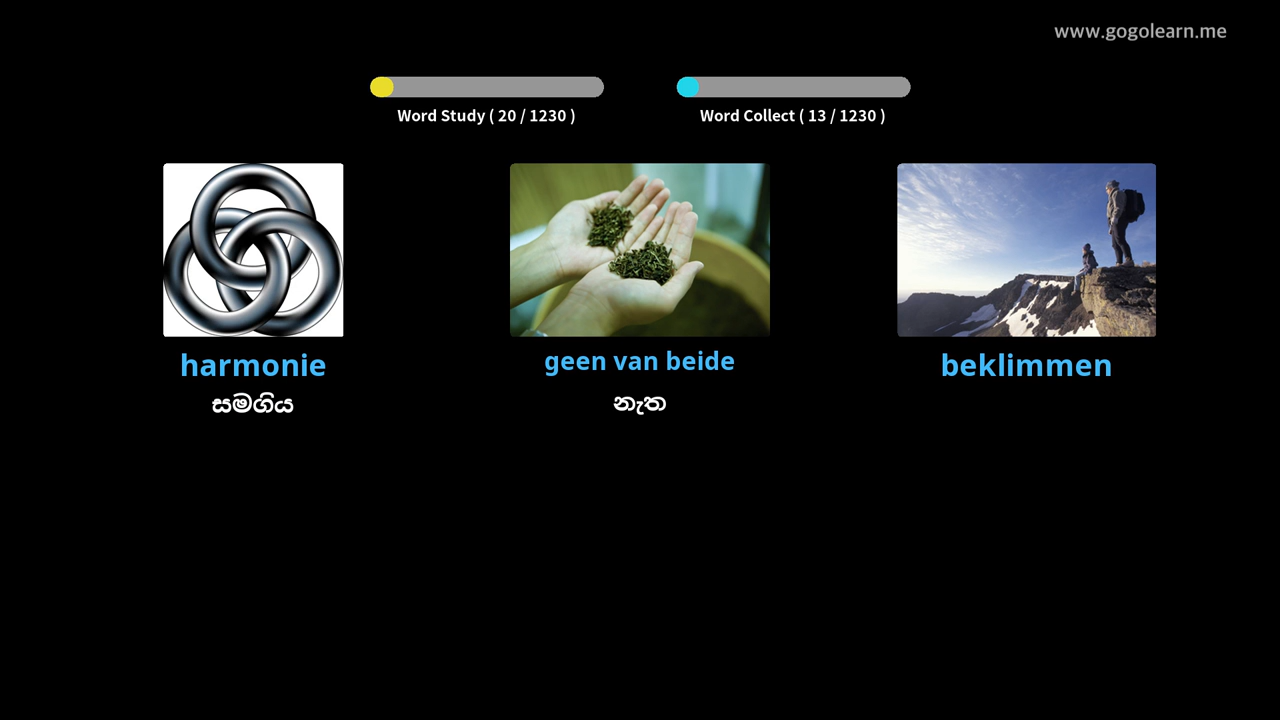 www.gogolearn.me
Word Study ( 20 / 1230 )
Word Collect ( 13 / 1230 )
harmonie
සමගිය
geen van beide
නැත
beklimmen